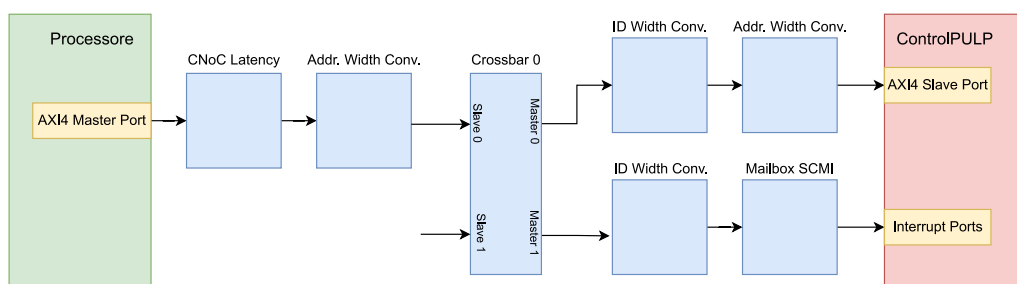 Processore
CNoC Latency
Addr. Width Conv.
Crossbar 0
ID Width Conv.
Addr. Width Conv.
ControlPULP
AXI4 Master Port
Slave 0
Master 0
AXI4 Slave Port
ID Width Conv.
Mailbox SCMI
Slave 1
Master 1
Interrupt Ports